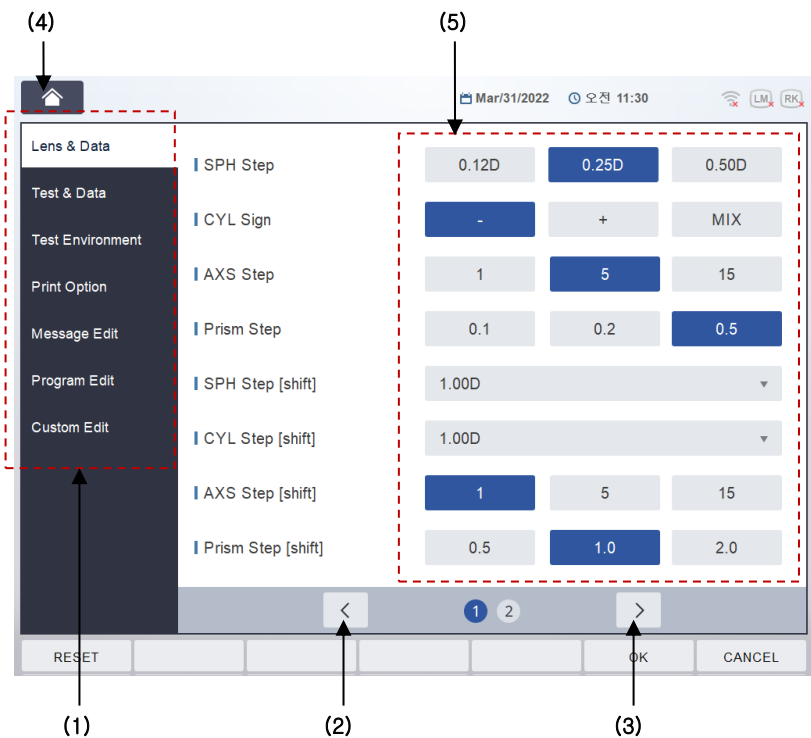 (4) (5)
Mar/31/2022 오전 11:30 LM RK
Lens & Data
Test & Data
Test Environment
Print Option
Message Edit
Program Edit
Custom Edit
SPH Step 0.12D 0.25D 0.50D
CYL Sign - + MIX
AXS Step 1 5 15
Prism Step 0.1 0.2 0.5
SPH Step [shift] 1.00D
CYL Step [shift] 1.00D
AXS Step [shift] 1 5 15
Prism Step [shift] 0.5 1.0 2.0
< 1 2 >
RESET OK CANCEL
(1) (2) (3)